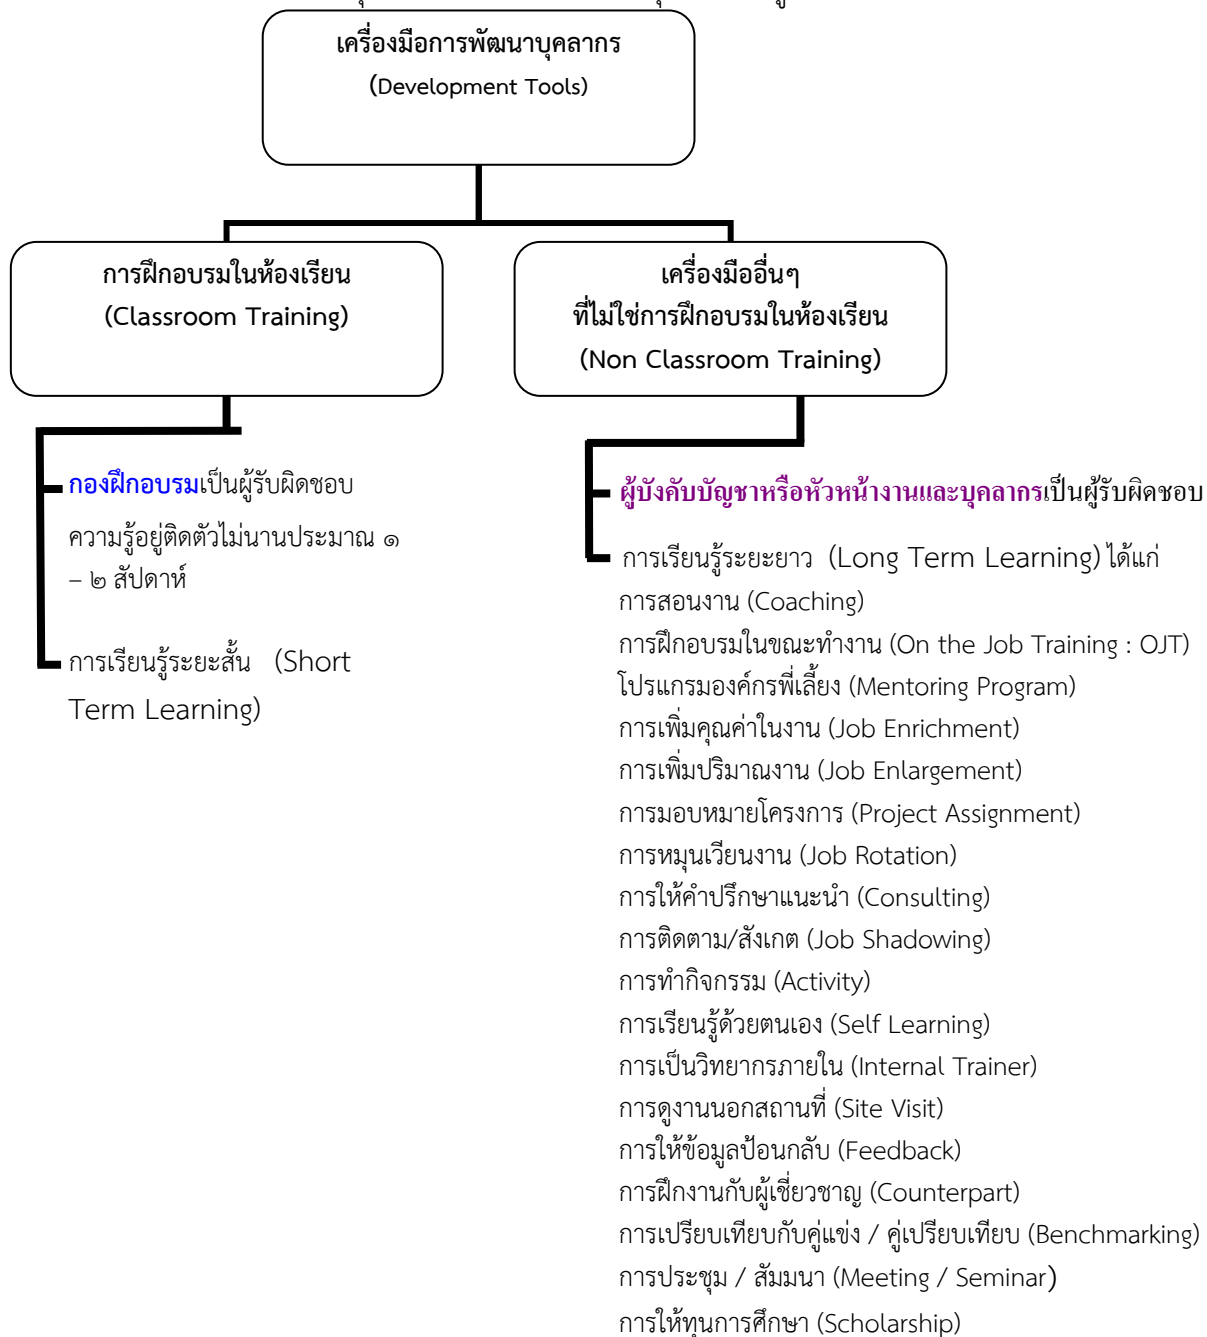 เครื่องมือการพัฒนาบุคลากร
(Development Tools)
การฝึกอบรมในห้องเรียน
(Classroom Training)
เครื่องมืออื่นๆ
ที่ไม่ใช่การฝึกอบรมในห้องเรียน
(Non Classroom Training)
กองฝึกอบรมเป็นผู้รับผิดชอบ
ความรู้อยู่ติดตัวไม่นานประมาณ ๑
– ๒ สัปดาห์
การเรียนรู้ระยะสั้น (Short
Term Learning)
ผู้บังคับบัญชาหรือหัวหน้างานและบุคลากรเป็นผู้รับผิดชอบ
การเรียนรู้ระยะยาว (Long Term Learning) ได้แก่
การสอนงาน (Coaching)
การฝึกอบรมในขณะทำงาน (On the Job Training : OJT)
โปรแกรมองค์กรพี่เลี้ยง (Mentoring Program)
การเพิ่มคุณค่าในงาน (Job Enrichment)
การเพิ่มปริมาณงาน (Job Enlargement)
การมอบหมายโครงการ (Project Assignment)
การหมุนเวียนงาน (Job Rotation)
การให้คำปรึกษาแนะนำ (Consulting)
การติดตาม/สังเกต (Job Shadowing)
การทำกิจกรรม (Activity)
การเรียนรู้ด้วยตนเอง (Self Learning)
การเป็นวิทยากรภายใน (Internal Trainer)
การดูงานนอกสถานที่ (Site Visit)
การให้ข้อมูลป้อนกลับ (Feedback)
การฝึกงานกับผู้เชี่ยวชาญ (Counterpart)
การเปรียบเทียบกับคู่แข่ง / คู่เปรียบเทียบ (Benchmarking)
การประชุม / สัมมนา (Meeting / Seminar)
การให้ทุนการศึกษา (Scholarship)